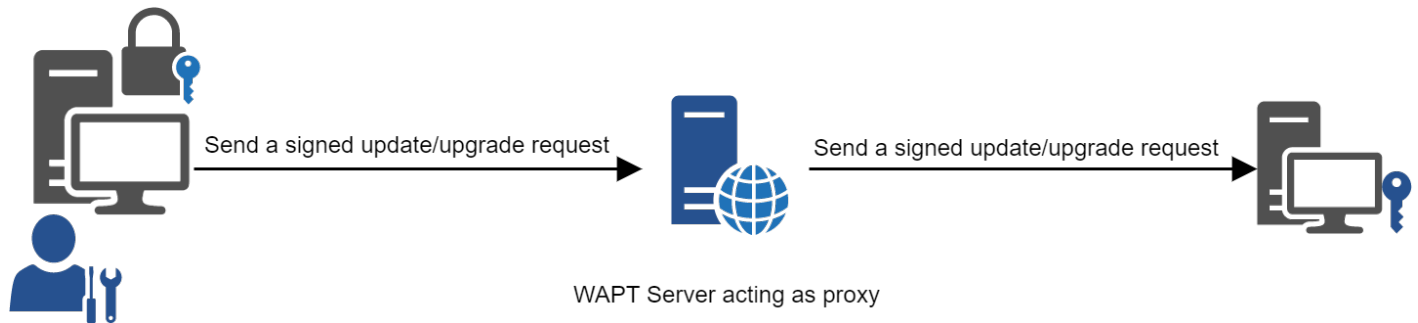 Send a signed update/upgrade request
Send a signed update/upgrade request
WAPT Server acting as proxy